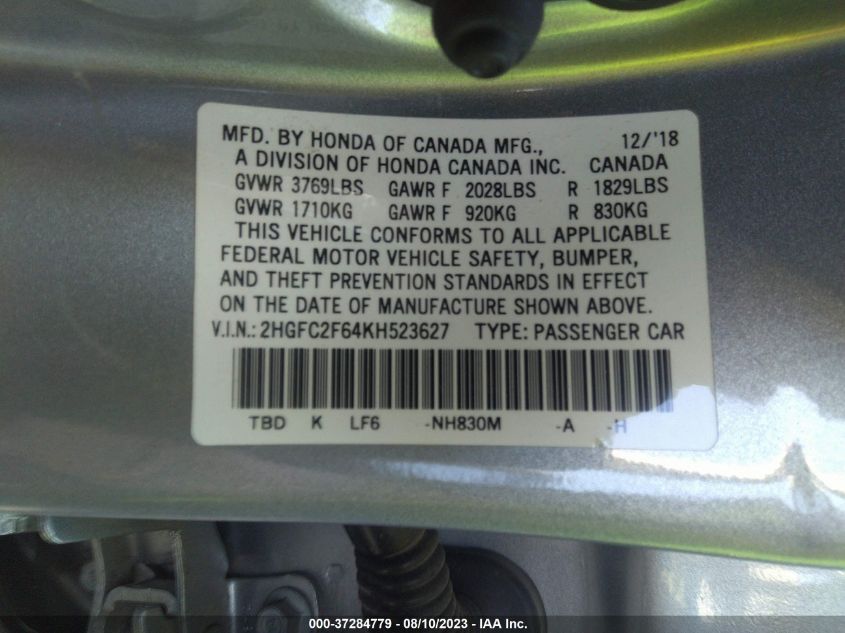 MFD. BY HONDA OF CANADA MFG., 12/'18
A DIVISION OF HONDA CANADA INC. CANADA
GVWR 3769LBS GAWR F 2028LBS R 1829LBS
GVWR 1710KG GAWR F 920KG R 830KG
THIS VEHICLE CONFORMS TO ALL APPLICABLE
FEDERAL MOTOR VEHICLE SAFETY, BUMPER,
AND THEFT PREVENTION STANDARDS IN EFFECT
ON THE DATE OF MANUFACTURE SHOWN ABOVE.
V.I.N.: 2HGFC2F64KH523627 TYPE: PASSENGER CAR
TBD K LF6 -NH830M -A -H
000-37284779 - 08/10/2023 - IAA Inc.